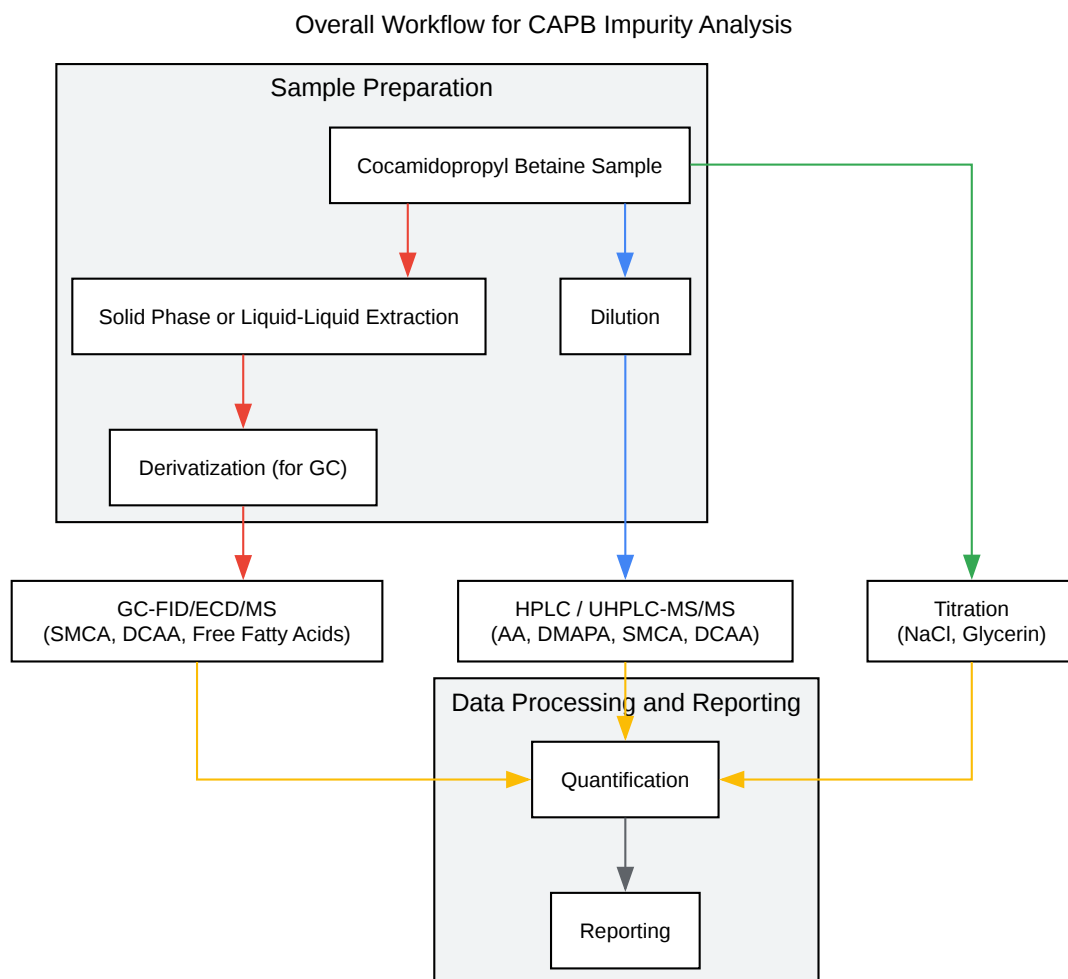 Overall Workflow for CAPB Impurity Analysis
Sample Preparation
Cocamidopropyl Betaine Sample
Solid Phase or Liquid-Liquid Extraction
Dilution
Derivatization (for GC)
GC-FID/ECD/MS
(SMCA, DCAA, Free Fatty Acids)
HPLC / UHPLC-MS/MS
(AA, DMAPA, SMCA, DCAA)
Titration
(NaCl, Glycerin)
Data Processing and Reporting
Quantification
Reporting